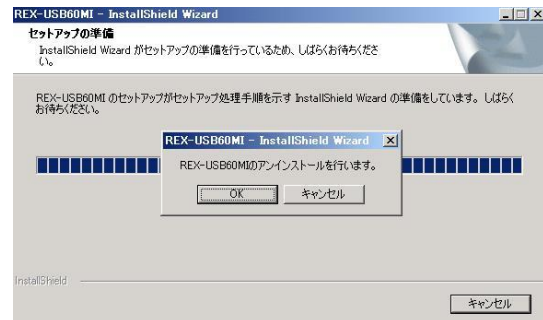 REX-USB60MI - InstallShield Wizard
セットアップの準備
InstallShield Wizard がセットアップの準備を行っているため、しばらくお待ちくださ
い。
REX-USB60MI のセットアップがセットアップ処理手順を示す InstallShield Wizard の準備をしています。しばらく
お待ちください。
REX-USB60MI - InstallShield Wizard
REX-USB60MIのアンインストールを行います。
OK
キャンセル
InstallShield
キャンセル